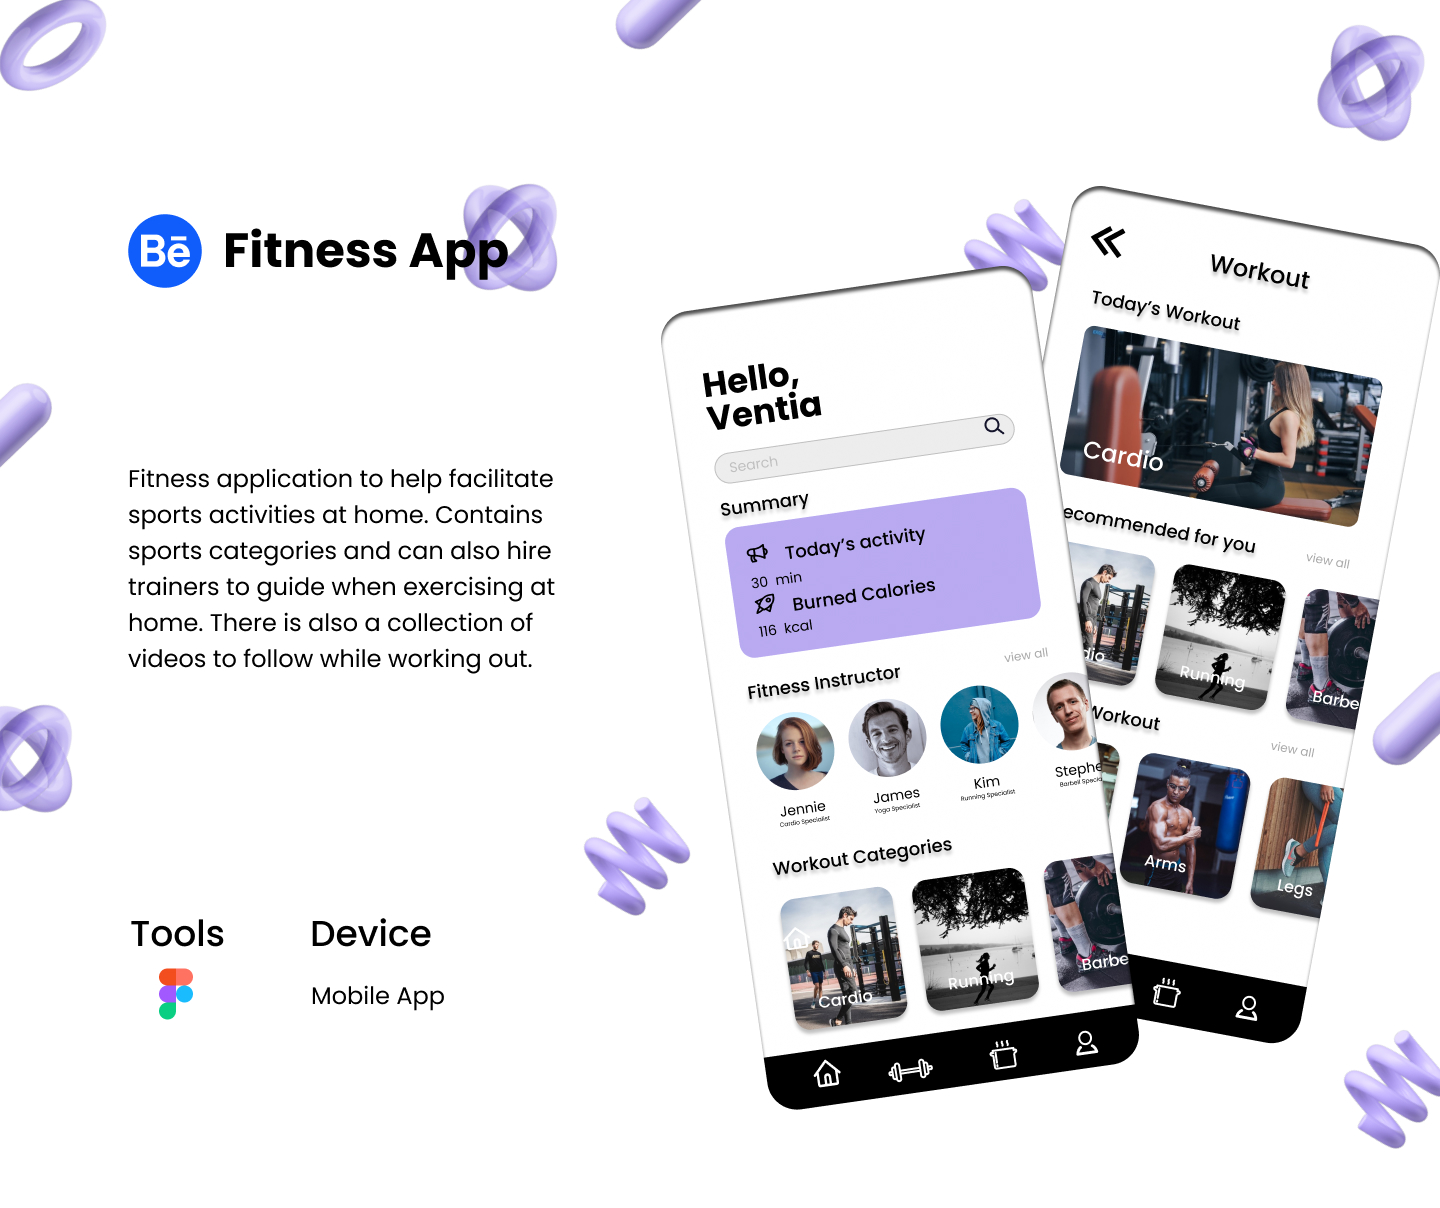 Bē Fitness App
Fitness application to help facilitate
sports activities at home. Contains
sports categories and can also hire
trainers to guide when exercising at
home. There is also a collection of
videos to follow while working out.
Tools
Device
Mobile App
Hello,
Ventia
Search
Summary
Today's activity
30 min
Burned Calories
116 kcal
Fitness Instructor
view all
Jennie
Cardio Specialist
James
Yoga Specialist
Kim
Running Specialist
Stephe
Barbell Specia
Workout Categories
Cardio
Running
Barbe
Workout
Today's Workout
Cardio
ecommended for you
view all
dio
Running
Barbe
Workout
view all
Arms
Legs